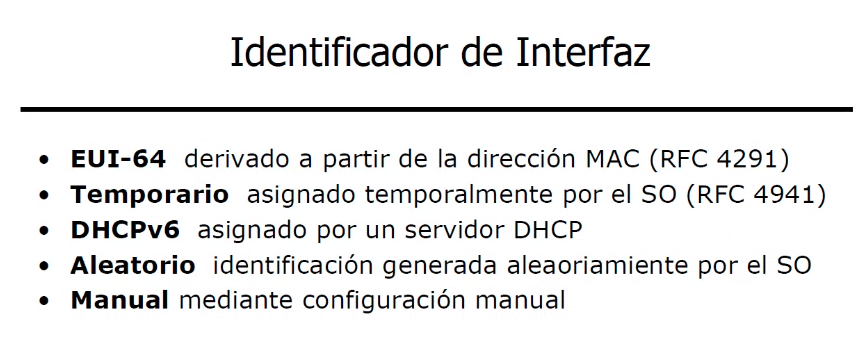 Identificador de Interfaz
• EUI-64 derivado a partir de la dirección MAC (RFC 4291)
• Temporario asignado temporalmente por el SO (RFC 4941)
• DHCPv6 asignado por un servidor DHCP
• Aleatorio identificación generada aleaoriamiente por el SO
• Manual mediante configuración manual